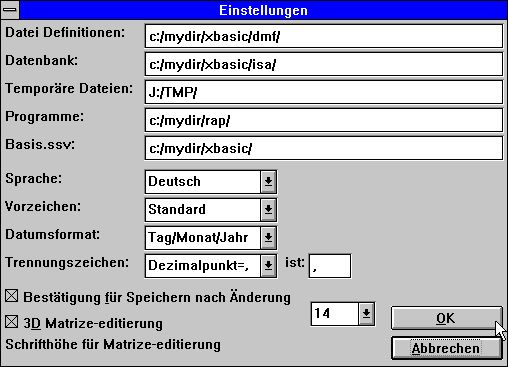 Einstellungen
Datei Definitionen: c:/mydir/xbasic/dmf/
Datenbank: c:/mydir/xbasic/isa/
Temporäre Dateien: J:/TMP/
Programme: c:/mydir/rap/
Basis.ssv: c:/mydir/xbasic/
Sprache: Deutsch
Vorzeichen: Standard
Datumsformat: Tag/Monat/Jahr
Trennungszeichen: Dezimalpunkt=, ist: ,
Bestätigung für Speichern nach Änderung
14
OK
3D Matrize-editierung
Schrifthöhe für Matrize-editierung
Abbrechen